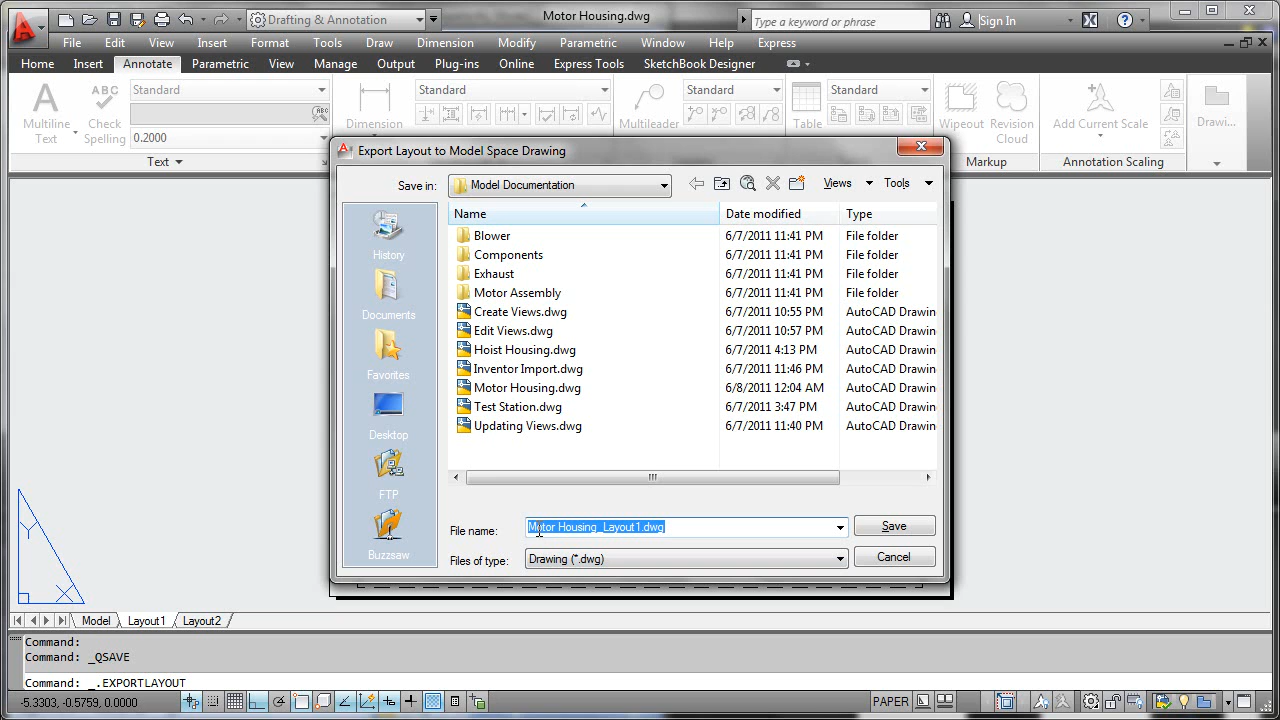 Drafting & Annotation
Motor Housing.dwg
Type a keyword or phrase
Sign In
File Edit View Insert Format Tools Draw Dimension Modify Parametric Window Help Express
Home Insert Annotate Parametric View Manage Output Plug-ins Online Express Tools SketchBook Designer
Multiline Text
Check Spelling
Standard
0.2000
Text
Dimension
Standard
Multileader
Standard
Table
Standard
Wipeout
Revision Cloud
Markup
Add Current Scale
Annotation Scaling
Drawi...
Export Layout to Model Space Drawing
Save in: Model Documentation
Views Tools
Name Date modified Type
Blower 6/7/2011 11:41 PM File folder
Components 6/7/2011 11:41 PM File folder
Exhaust 6/7/2011 11:41 PM File folder
Motor Assembly 6/7/2011 11:41 PM File folder
Create Views.dwg 6/7/2011 10:55 PM AutoCAD Drawin
Edit Views.dwg 6/7/2011 10:57 PM AutoCAD Drawin
Hoist Housing.dwg 6/7/2011 4:13 PM AutoCAD Drawin
Inventor Import.dwg 6/7/2011 11:46 PM AutoCAD Drawin
Motor Housing.dwg 6/8/2011 12:04 AM AutoCAD Drawin
Test Station.dwg 6/7/2011 3:47 PM AutoCAD Drawin
Updating Views.dwg 6/7/2011 11:40 PM AutoCAD Drawin
History
Documents
Favorites
Desktop
FTP
Buzzsaw
File name: Motor Housing_Layout1.dwg Save
Files of type: Drawing (*.dwg) Cancel
Y
X
Model Layout1 Layout2
Command:
Command: _QSAVE
Command: _.EXPORTLAYOUT
-5.3303, -0.5759, 0.0000
PAPER